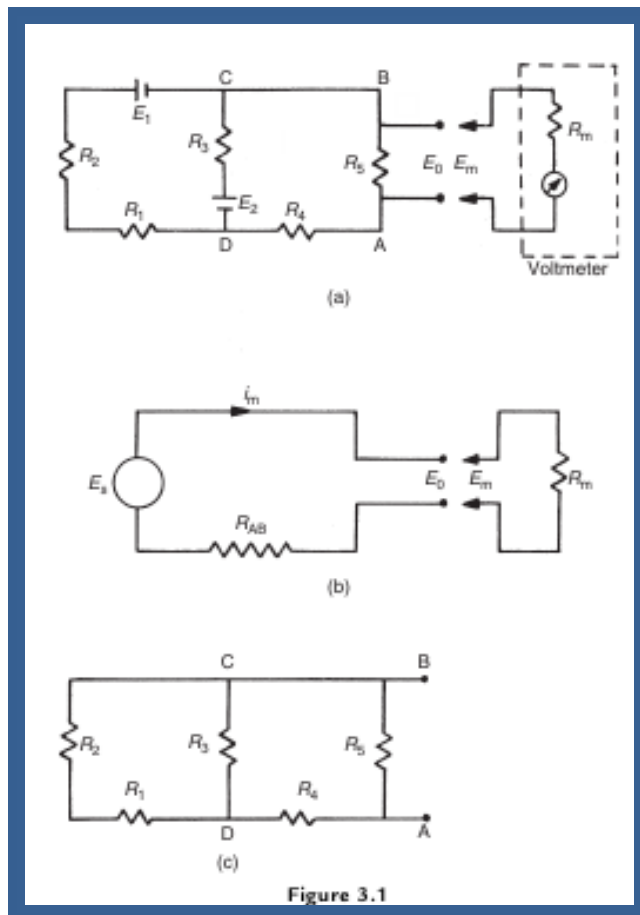 C B
E1
R2 R3 R5 E0 Em Rm
E2
R1 R4
D A
Voltmeter
(a)
im
Ea E0 Em Rm
RAB
(b)
C B
R2 R3 R5
R1 R4
D A
(c)
Figure 3.1